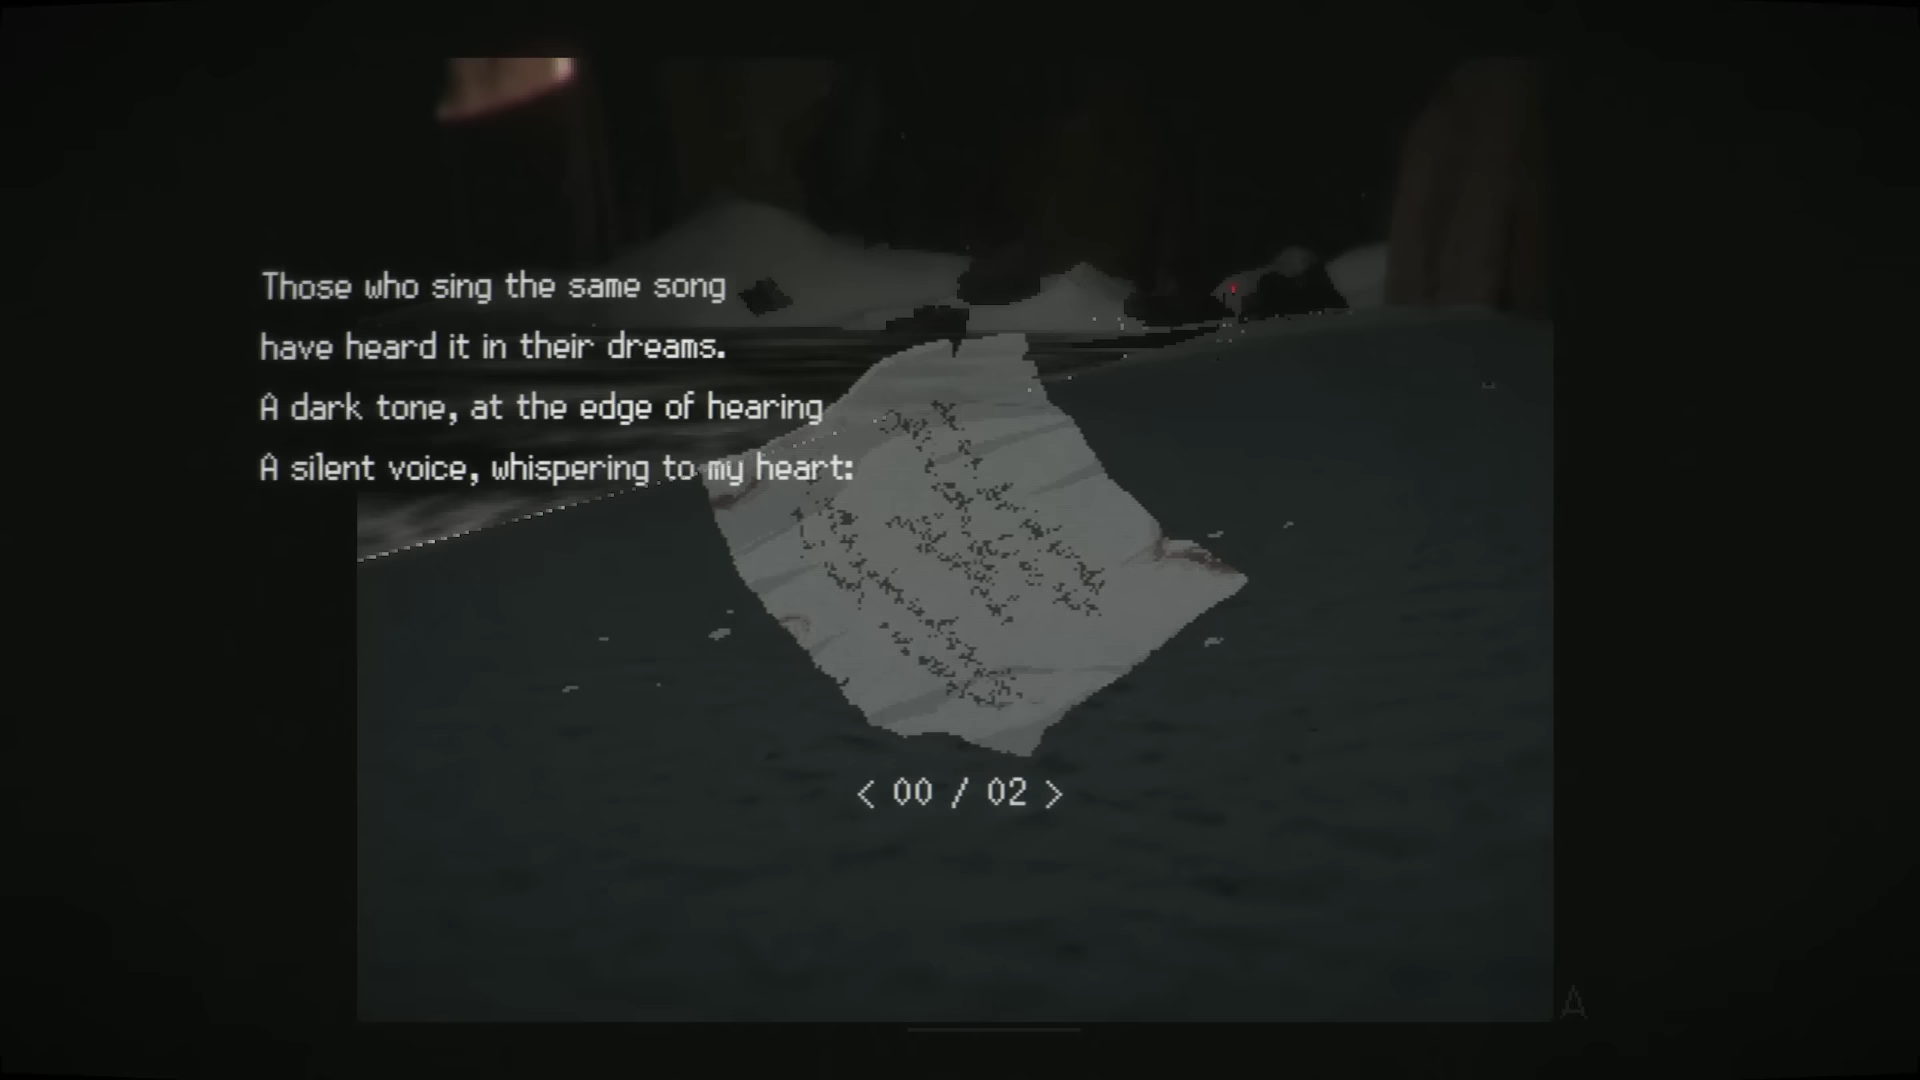 Those who sing the same song
have heard it in their dreams.
A dark tone, at the edge of hearing
A silent voice, whispering to my heart:
< 00 / 02 >